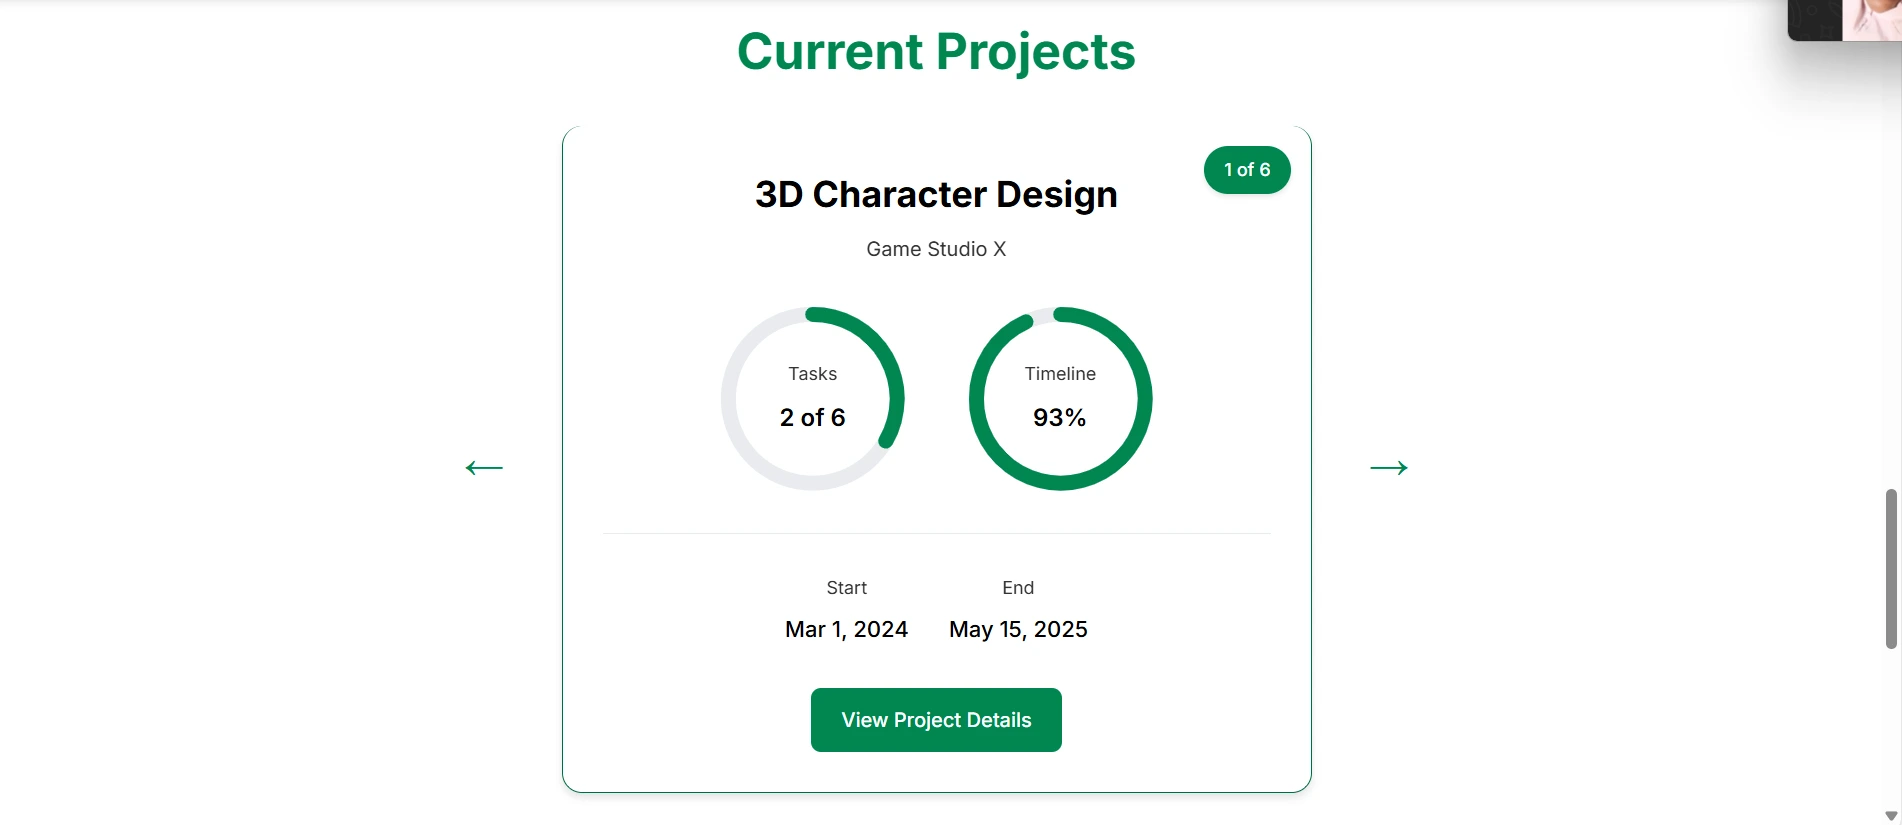 Current Projects
1 of 6
3D Character Design
Game Studio X
Tasks
2 of 6
Timeline
93%
←
→
Start
Mar 1, 2024
End
May 15, 2025
View Project Details